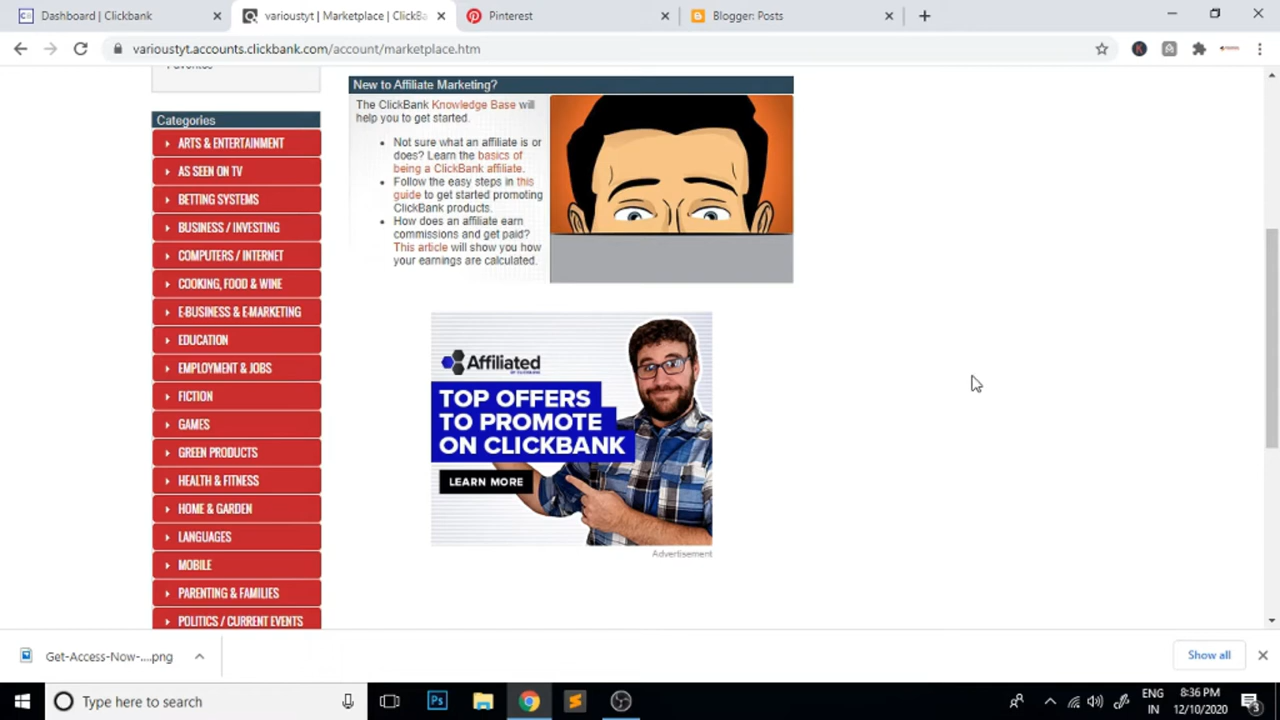 Dashboard | Clickbank
varioustyt | Marketplace | ClickBa
Pinterest
Blogger: Posts
varioustyt.accounts.clickbank.com/account/marketplace.htm
Favorites
Categories
ARTS & ENTERTAINMENT
AS SEEN ON TV
BETTING SYSTEMS
BUSINESS / INVESTING
COMPUTERS / INTERNET
COOKING, FOOD & WINE
E-BUSINESS & E-MARKETING
EDUCATION
EMPLOYMENT & JOBS
FICTION
GAMES
GREEN PRODUCTS
HEALTH & FITNESS
HOME & GARDEN
LANGUAGES
MOBILE
PARENTING & FAMILIES
POLITICS / CURRENT EVENTS
New to Affiliate Marketing?
The ClickBank Knowledge Base will
help you to get started.
Not sure what an affiliate is or
does? Learn the basics of
being a ClickBank affiliate.
Follow the easy steps in this
guide to get started promoting
ClickBank products.
How does an affiliate earn
commissions and get paid?
This article will show you how
your earnings are calculated.
Affiliated
BY CLICKBANK
TOP OFFERS
TO PROMOTE
ON CLICKBANK
LEARN MORE
Advertisement
Get-Access-Now-....png
Show all
Type here to search
Ps
ENG
IN
8:36 PM
12/10/2020
3